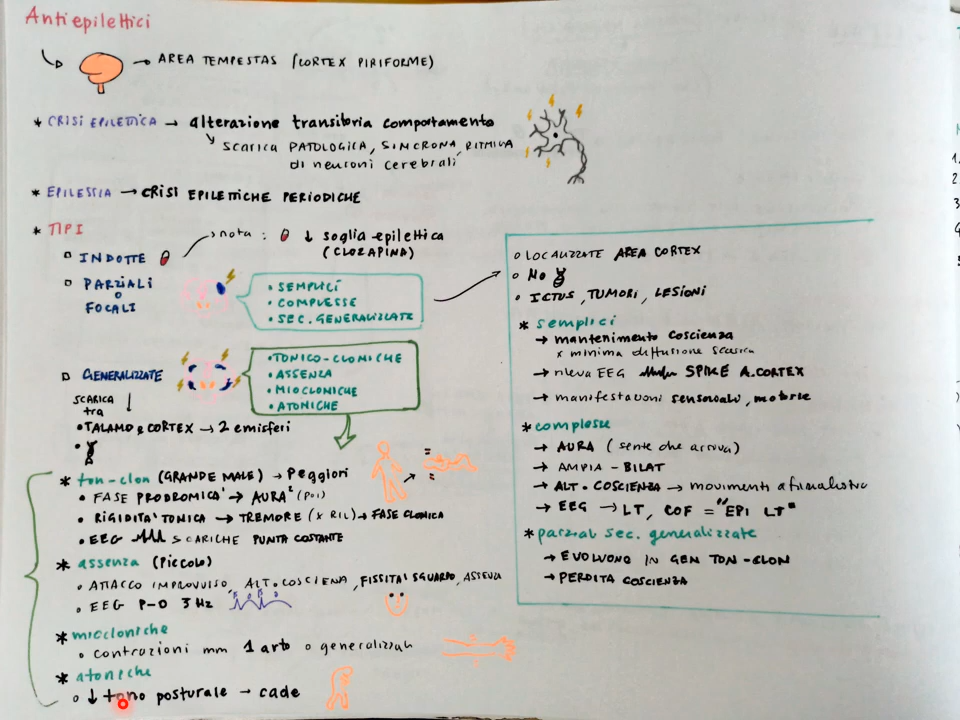 Antiepilettici
→ AREA TEMPESTAS (CORTEX PIRIFORME)
* CRISI EPILETTICA → alterazione transitoria comportamento
↘ SCARICA PATOLOGICA, SINCRONA, RITMICA
di neuroni cerebrali
* EPILESSIA → CRISI EPILETTICHE PERIODICHE
* TIPI
INDOTTE
→ nota : ↓ soglia epilettica
(CLOZAPINA)
PARZIALI
O
FOCALI
• SEMPLICI
• COMPLESSE
• SEC. GENERALIZZATE
GENERALIZZATE
• TONICO-CLONICHE
• ASSENZA
• MIOCLONICHE
• ATONICHE
SCARICA
tra
• TALAMO e CORTEX → 2 emisferi
* ton-clon (GRANDE MALE) → Peggiori
• FASE PRODROMICA¹ → AURA² (POI)
• RIGIDITA' TONICA → TREMORE (x RIL) → FASE CLONICA
• EEG SCARICHE PUNTA COSTANTE
* assenza (PICCOLO)
• ATTACCO IMPROVVISO, ALT. COSCIENZA, FISSITA' SGUARDO, ASSENZA
• EEG P-O 3 Hz
* miocloniche
• contrazioni mm 1 arto o generalizzate
* atoniche
• ↓ tono posturale → cade
• LOCALIZZATE AREA CORTEX
• NO
• ICTUS, TUMORI, LESIONI
* semplici
→ mantenimento coscienza
x minima diffusione scarica
→ rileva EEG SPIKE A.CORTEX
→ manifestazioni sensoriali, motorie
* complesse
→ AURA (sente che arriva)
→ AMPIA - BILAT
→ ALT. COSCIENZA → movimenti afinalistici
→ EEG → LT, COF = "EPI LT"
* parzial sec. generalizzate
→ EVOLVONO IN GEN TON-CLON
→ PERDITA COSCIENZA